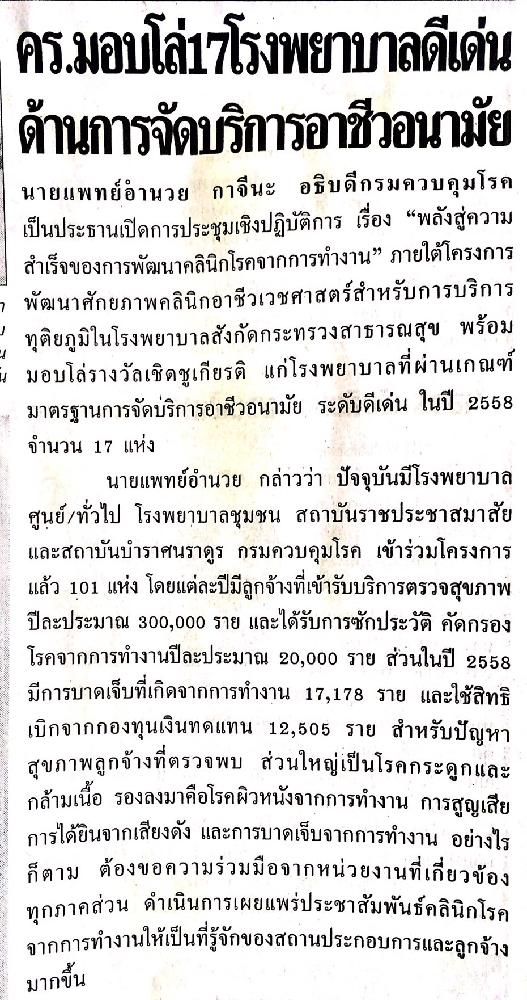 คร.มอบโล่17โรงพยาบาลดีเด่น
ด้านการจัดบริการอาชีวอนามัย
นายแพทย์อำนวย กาจีนะ อธิบดีกรมควบคุมโรค
เป็นประธานเปิดการประชุมเชิงปฏิบัติการ เรื่อง “พลังสู่ความ
สำเร็จของการพัฒนาคลินิกโรคจากการทำงาน” ภายใต้โครงการ
พัฒนาศักยภาพคลินิกอาชีวเวชศาสตร์สำหรับการบริการ
ทุติยภูมิในโรงพยาบาลสังกัดกระทรวงสาธารณสุข พร้อม
มอบโล่รางวัลเชิดชูเกียรติ แก่โรงพยาบาลที่ผ่านเกณฑ์
มาตรฐานการจัดบริการอาชีวอนามัย ระดับดีเด่น ในปี 2558
จำนวน 17 แห่ง
นายแพทย์อำนวย กล่าวว่า ปัจจุบันมีโรงพยาบาล
ศูนย์/ทั่วไป โรงพยาบาลชุมชน สถาบันราชประชาสมาสัย
และสถาบันบำราศนราดูร กรมควบคุมโรค เข้าร่วมโครงการ
แล้ว 101 แห่ง โดยแต่ละปีมีลูกจ้างที่เข้ารับบริการตรวจสุขภาพ
ปีละประมาณ 300,000 ราย และได้รับการซักประวัติ คัดกรอง
โรคจากการทำงานปีละประมาณ 20,000 ราย ส่วนในปี 2558
มีการบาดเจ็บที่เกิดจากการทำงาน 17,178 ราย และใช้สิทธิ
เบิกจากกองทุนเงินทดแทน 12,505 ราย สำหรับปัญหา
สุขภาพลูกจ้างที่ตรวจพบ ส่วนใหญ่เป็นโรคกระดูกและ
กล้ามเนื้อ รองลงมาคือโรคผิวหนังจากการทำงาน การสูญเสีย
การได้ยินจากเสียงดัง และการบาดเจ็บจากการทำงาน อย่างไร
ก็ตาม ต้องขอความร่วมมือจากหน่วยงานที่เกี่ยวข้อง
ทุกภาคส่วน ดำเนินการเผยแพร่ประชาสัมพันธ์คลินิกโรค
จากการทำงานให้เป็นที่รู้จักของสถานประกอบการและลูกจ้าง
มากขึ้น